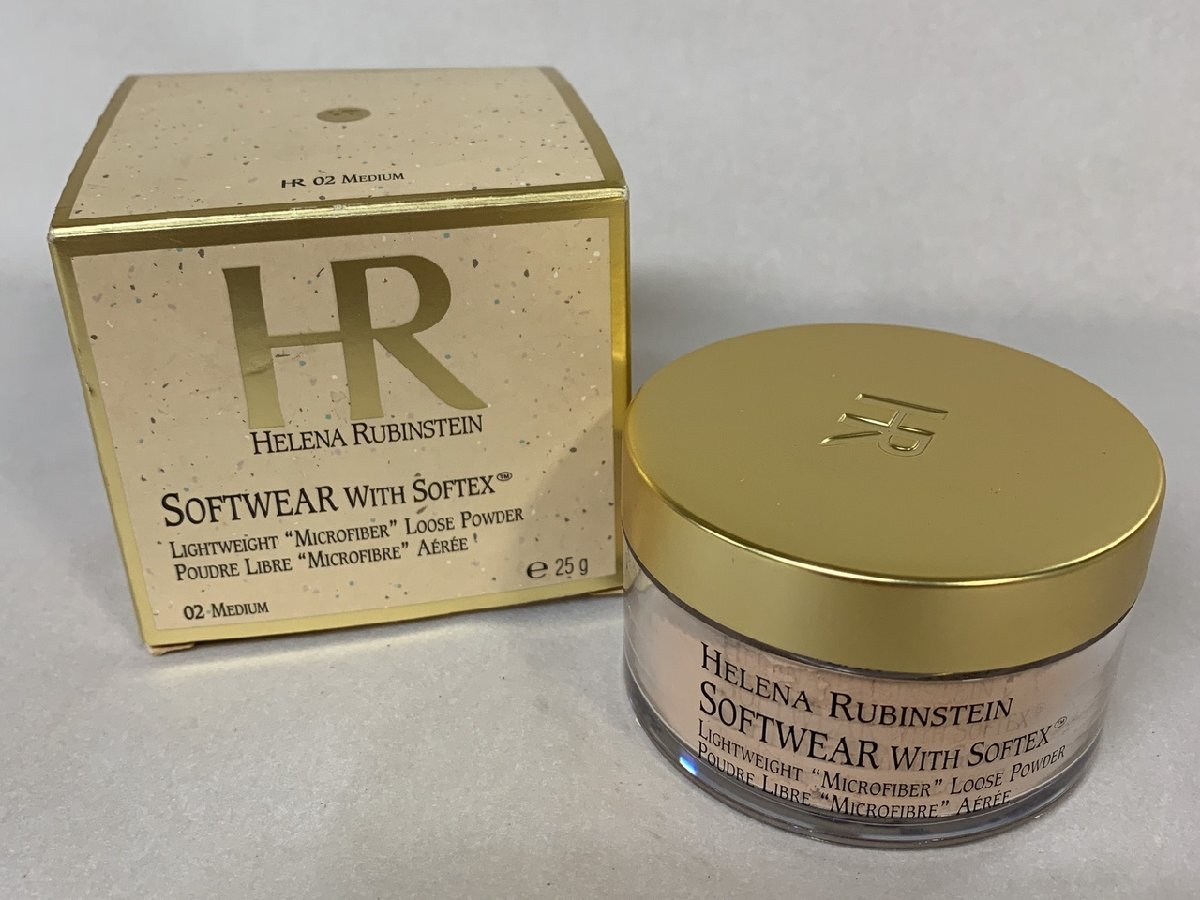 HR 02 MEDIUM
HR
HELENA RUBINSTEIN
SOFTWEAR WITH SOFTEX™
LIGHTWEIGHT "MICROFIBER" LOOSE POWDER
POUDRE LIBRE "MICROFIBRE" AÉRÉE
℮ 25 g
02 MEDIUM
HR
HELENA RUBINSTEIN
SOFTWEAR WITH SOFTEX™
LIGHTWEIGHT "MICROFIBER" LOOSE POWDER
POUDRE LIBRE "MICROFIBRE" AÉRÉE